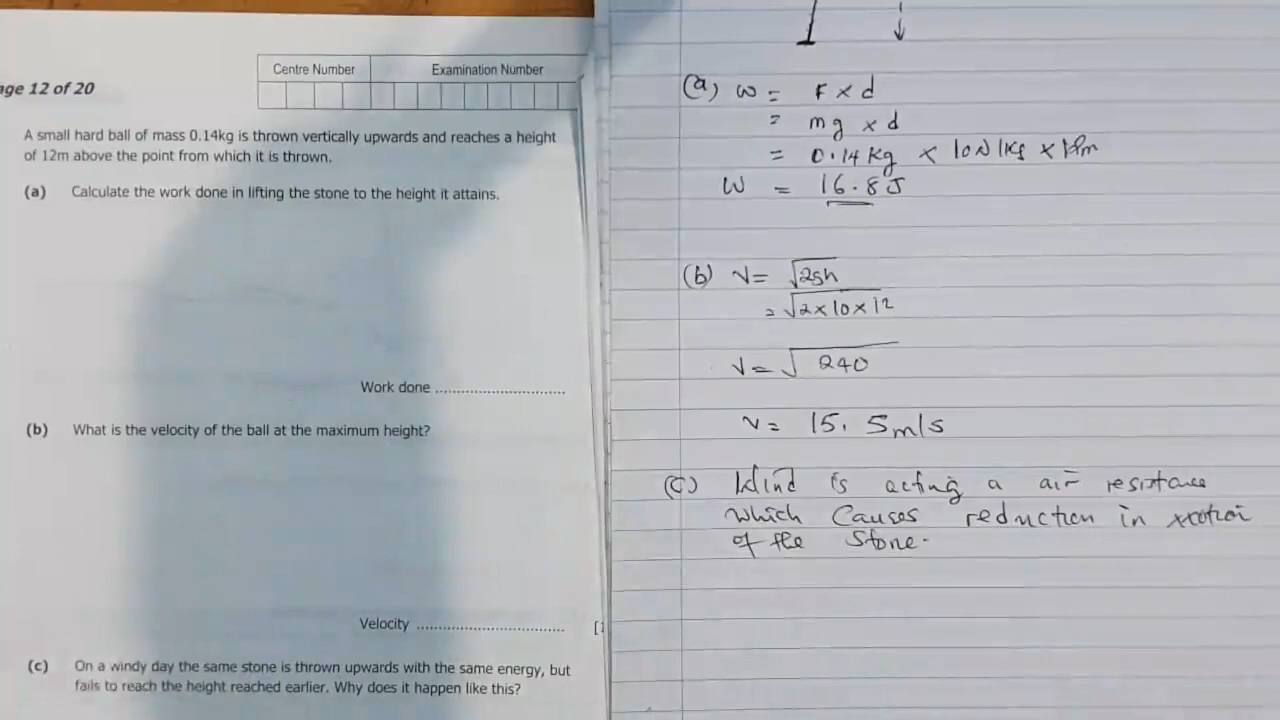 age 12 of 20
Centre Number
Examination Number
A small hard ball of mass 0.14kg is thrown vertically upwards and reaches a height
of 12m above the point from which it is thrown.
(a) Calculate the work done in lifting the stone to the height it attains.
Work done ................................
(b) What is the velocity of the ball at the maximum height?
Velocity ....................................
[1
(c) On a windy day the same stone is thrown upwards with the same energy, but
fails to reach the height reached earlier. Why does it happen like this?
(a) W = F x d
= mg x d
= 0.14 kg x 10N/kg x 12m
W = 16.8J
(b) V= √2gh
= √2x10x12
V= √240
V= 15.5m/s
(c) Wind is acting a air resistance
which causes reduction in motion
of the stone.